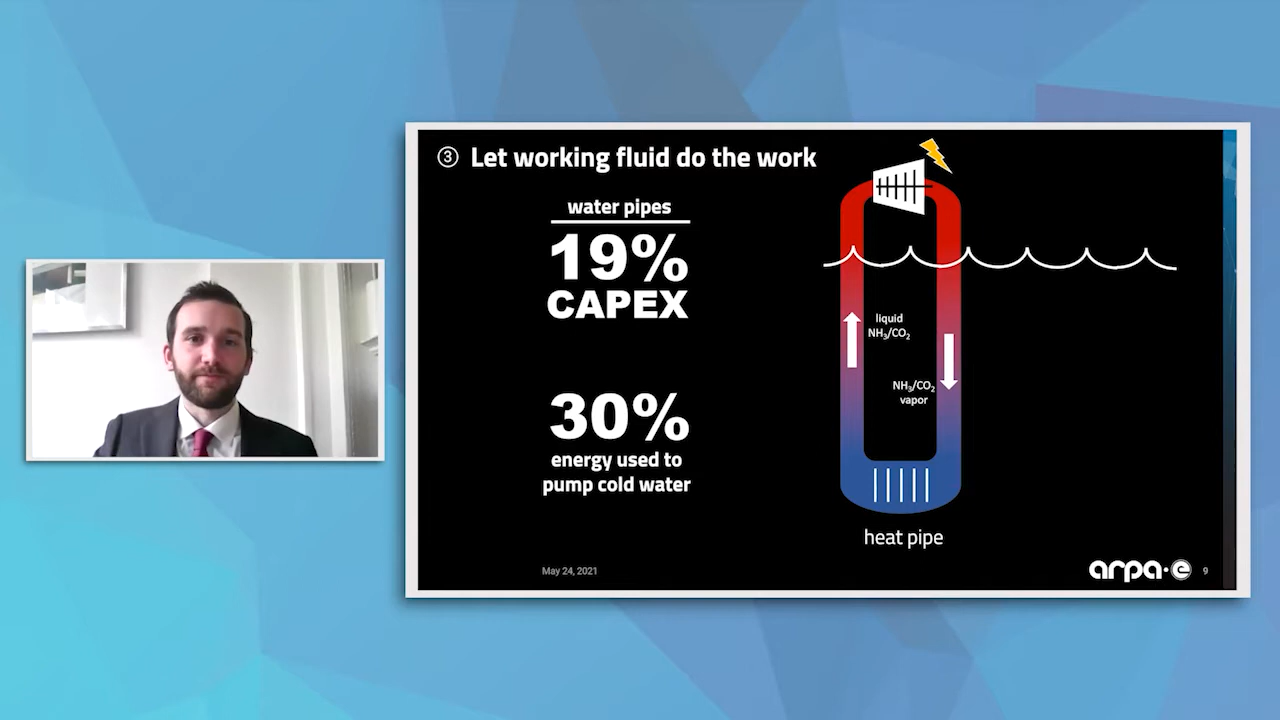 ③ Let working fluid do the work
water pipes
19%
CAPEX
30%
energy used to
pump cold water
liquid
NH₃/CO₂
NH₃/CO₂
vapor
heat pipe
May 24, 2021
arpa·e
9